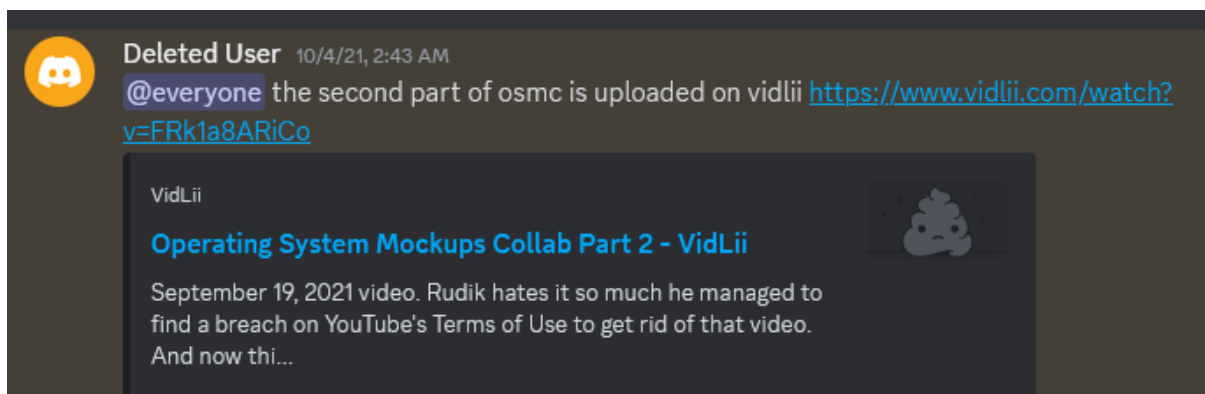 Deleted User 10/4/21, 2:43 AM
@everyone the second part of osmc is uploaded on vidlii https://www.vidlii.com/watch?
v=FRk1a8ARiCo
VidLii
Operating System Mockups Collab Part 2 - VidLii
September 19, 2021 video. Rudik hates it so much he managed to
find a breach on YouTube's Terms of Use to get rid of that video.
And now thi...